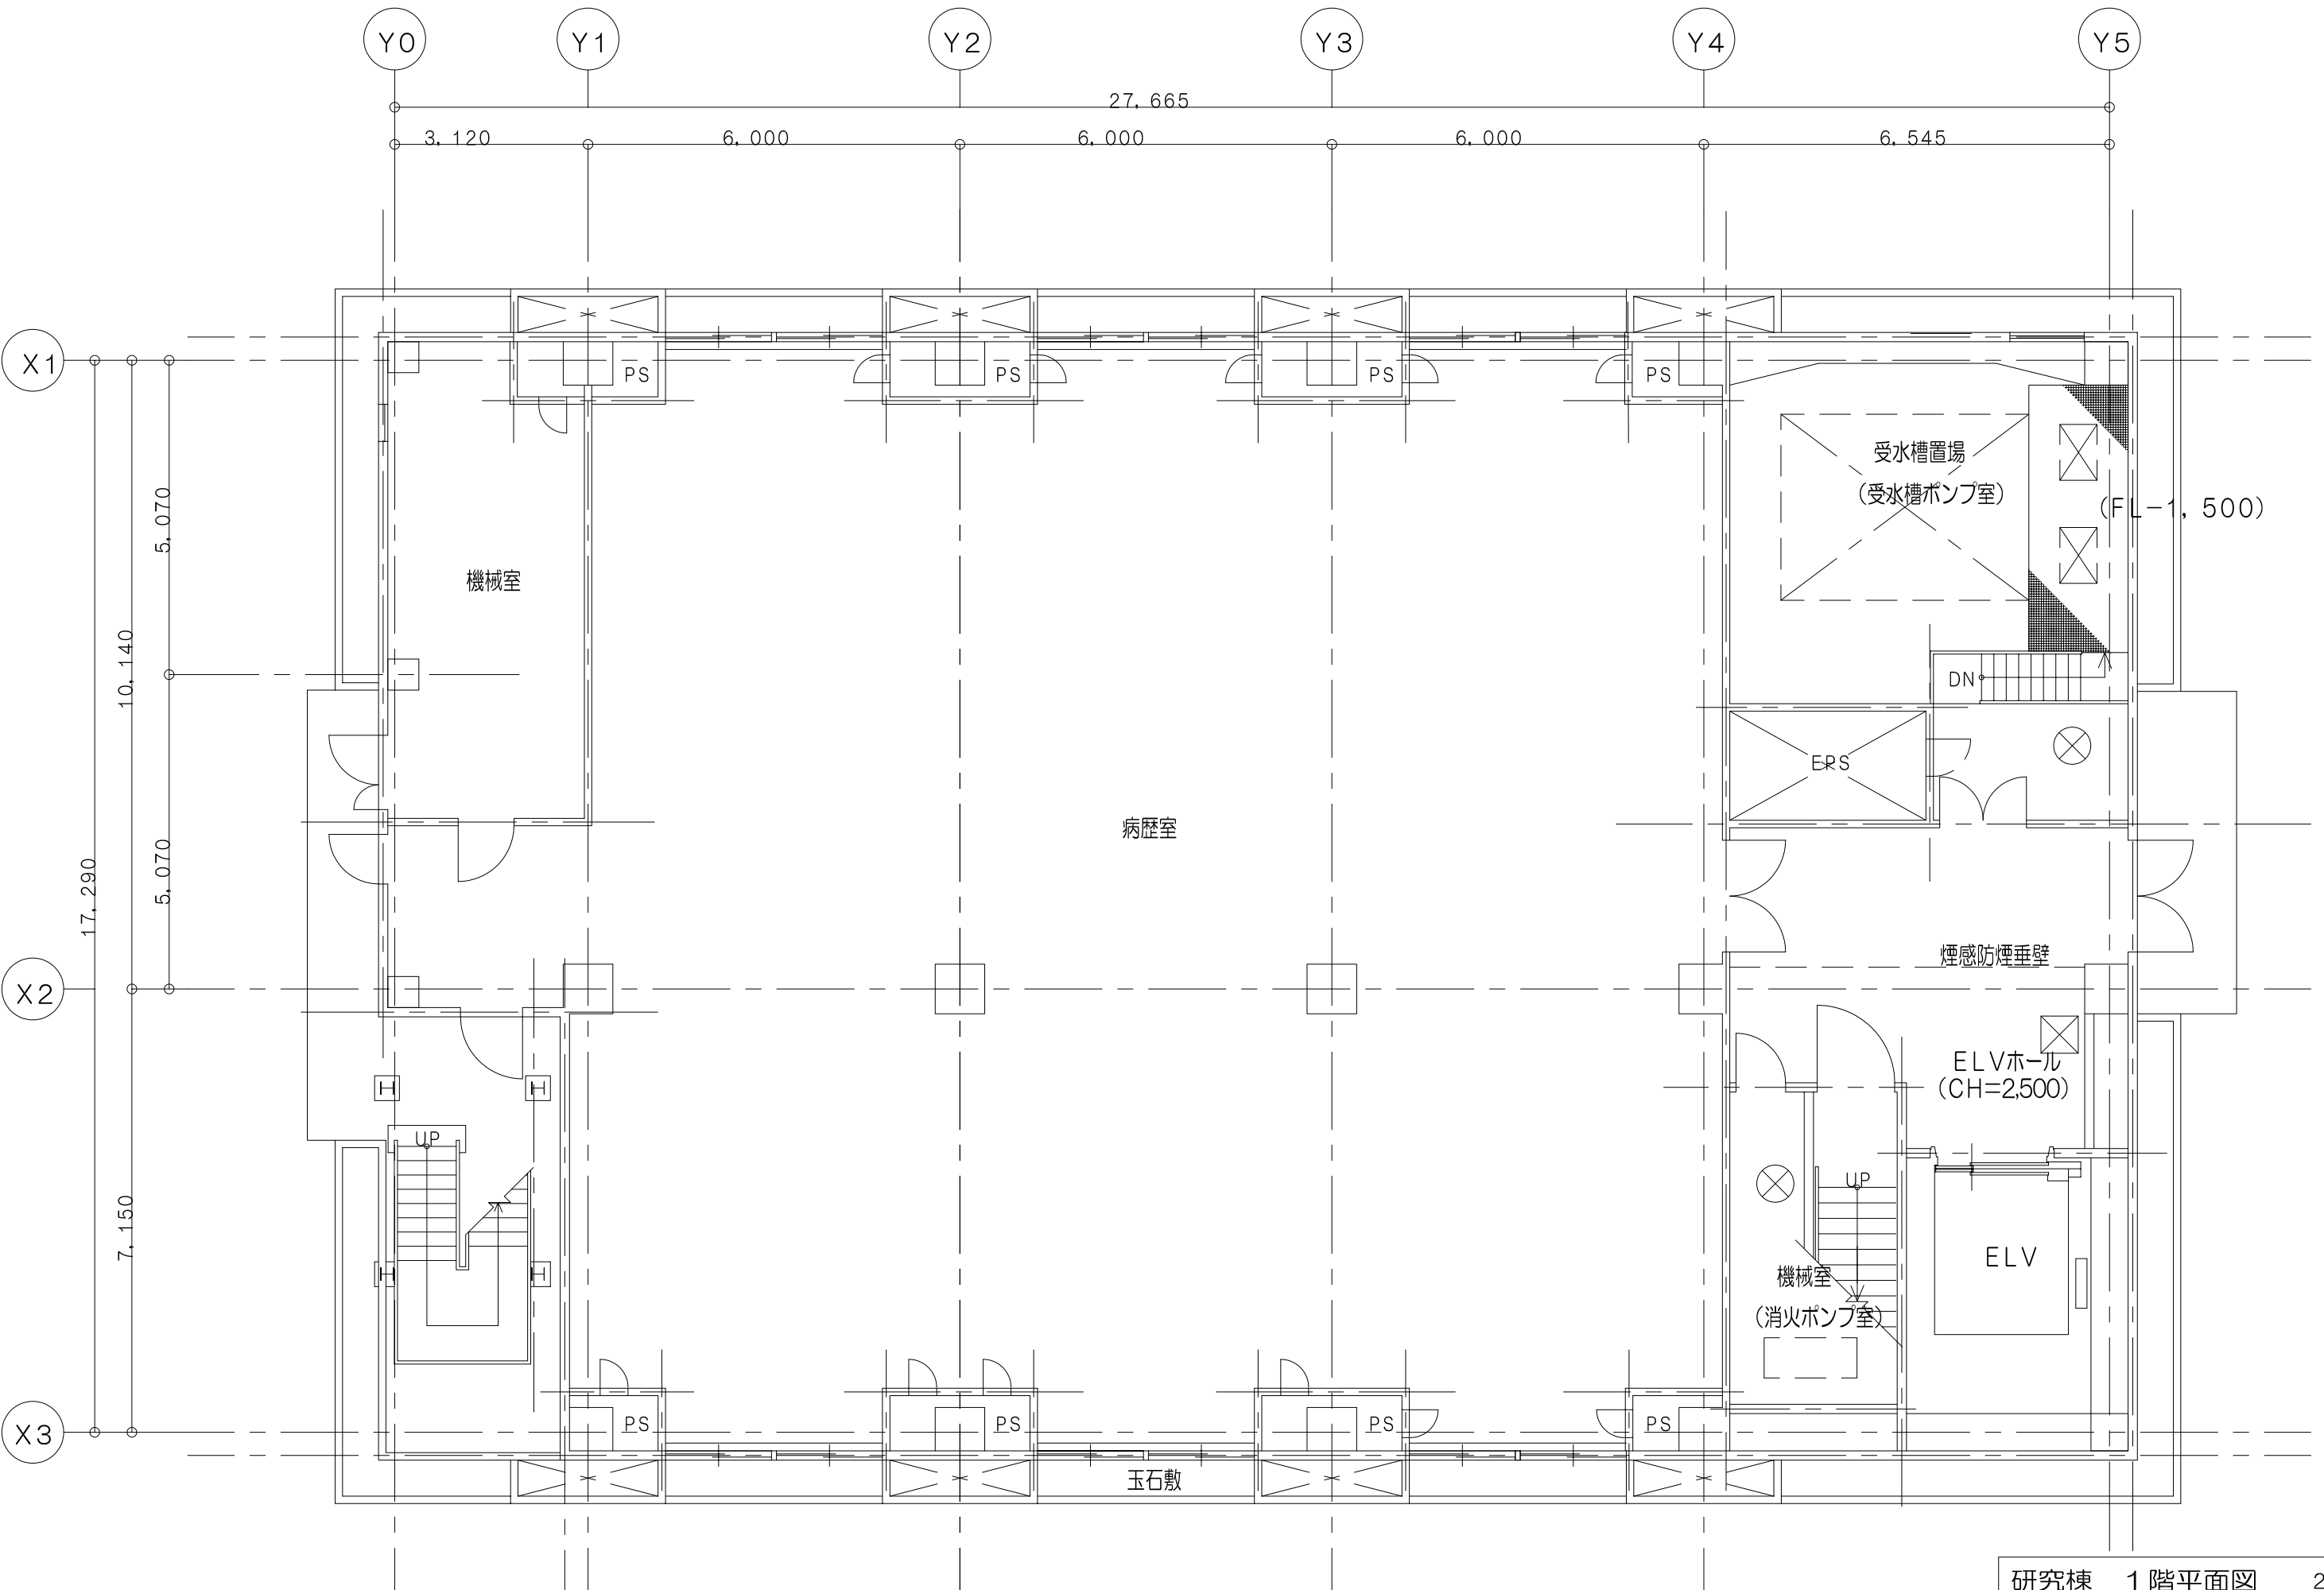 Y0 Y1 Y2 Y3 Y4 Y5
27,665
3,120 6,000 6,000 6,000 6,545
X1
PS PS PS PS
受水槽置場
(受水槽ポンプ室)
(FL-1,500)
5,070
機械室
10,140
DN
EPS
病歴室
5,070
17,290
煙感防煙垂壁
X2
ELVホール
(CH=2,500)
H H
UP
UP
7,150
ELV
H H
機械室
(消火ポンプ室)
PS PS PS PS
X3
玉石敷
研究棟 1階平面図 2